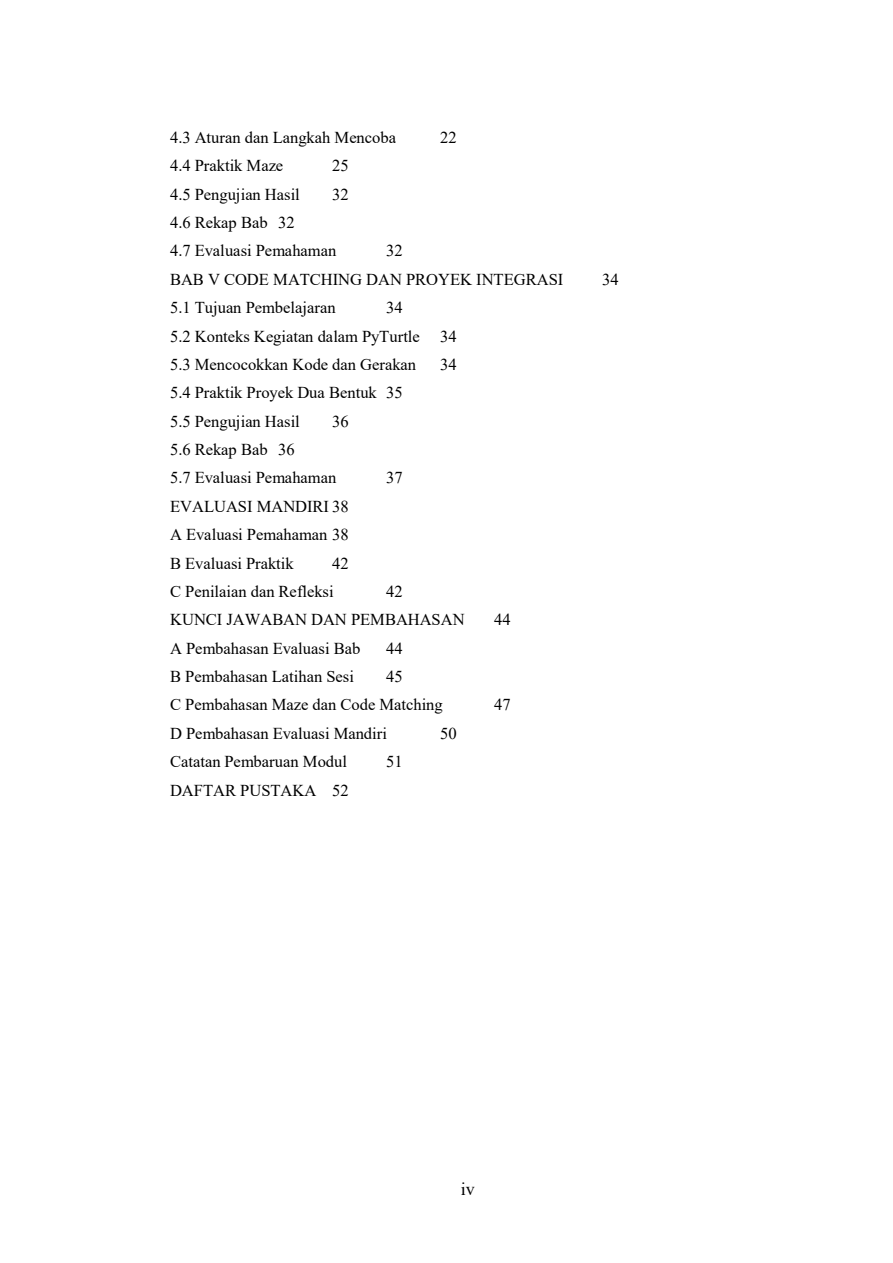 4.3 Aturan dan Langkah Mencoba 22
4.4 Praktik Maze 25
4.5 Pengujian Hasil 32
4.6 Rekap Bab 32
4.7 Evaluasi Pemahaman 32
BAB V CODE MATCHING DAN PROYEK INTEGRASI 34
5.1 Tujuan Pembelajaran 34
5.2 Konteks Kegiatan dalam PyTurtle 34
5.3 Mencocokkan Kode dan Gerakan 34
5.4 Praktik Proyek Dua Bentuk 35
5.5 Pengujian Hasil 36
5.6 Rekap Bab 36
5.7 Evaluasi Pemahaman 37
EVALUASI MANDIRI 38
A Evaluasi Pemahaman 38
B Evaluasi Praktik 42
C Penilaian dan Refleksi 42
KUNCI JAWABAN DAN PEMBAHASAN 44
A Pembahasan Evaluasi Bab 44
B Pembahasan Latihan Sesi 45
C Pembahasan Maze dan Code Matching 47
D Pembahasan Evaluasi Mandiri 50
Catatan Pembaruan Modul 51
DAFTAR PUSTAKA 52
iv